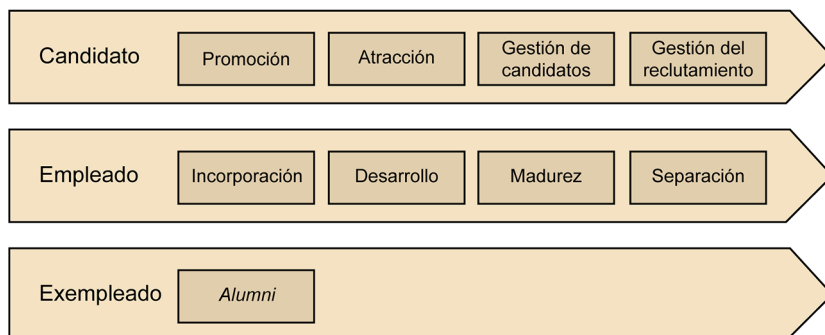 Candidato
Promoción
Atracción
Gestión de
candidatos
Gestión del
reclutamiento
Empleado
Incorporación
Desarrollo
Madurez
Separación
Exempleado
Alumni